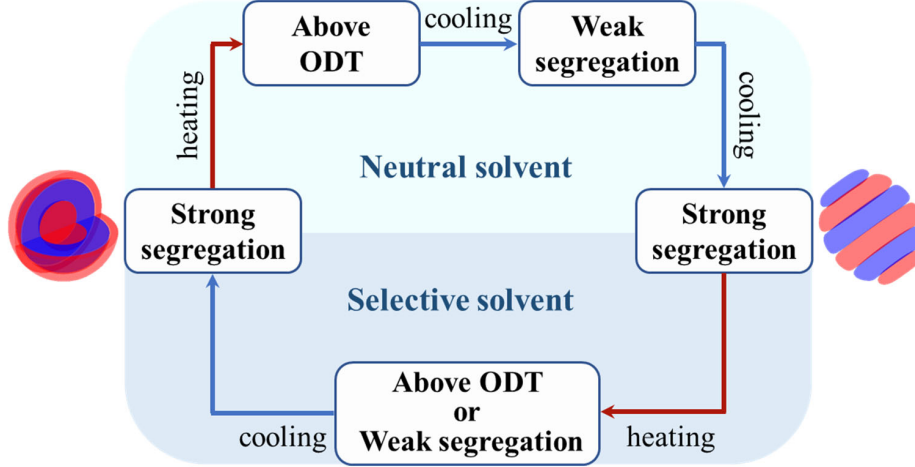 Above
ODT
cooling
Weak
segregation
heating
cooling
Neutral solvent
Strong
segregation
Strong
segregation
Selective solvent
Above ODT
or
Weak segregation
cooling
heating